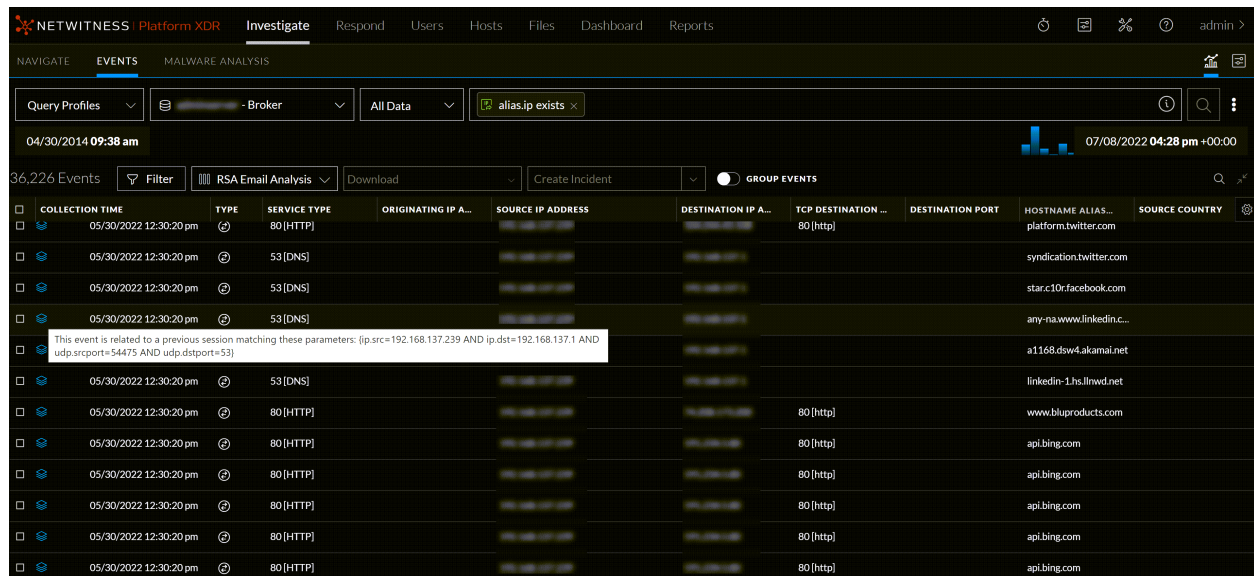 NETWITNESS Platform XDR Investigate Respond Users Hosts Files Dashboard Reports admin >
NAVIGATE EVENTS MALWARE ANALYSIS
Query Profiles - Broker All Data alias.ip exists ×
04/30/2014 09:38 am 07/08/2022 04:28 pm +00:00
36,226 Events Filter RSA Email Analysis Download Create Incident GROUP EVENTS
COLLECTION TIME TYPE SERVICE TYPE ORIGINATING IP A... SOURCE IP ADDRESS DESTINATION IP A... TCP DESTINATION ... DESTINATION PORT HOSTNAME ALIAS... SOURCE COUNTRY
05/30/2022 12:30:20 pm 80 [HTTP] 80 [http] platform.twitter.com
05/30/2022 12:30:20 pm 53 [DNS] syndication.twitter.com
05/30/2022 12:30:20 pm 53 [DNS] star.c10r.facebook.com
05/30/2022 12:30:20 pm 53 [DNS] any-na.www.linkedin.c...
This event is related to a previous session matching these parameters: {ip.src=192.168.137.239 AND ip.dst=192.168.137.1 AND
udp.srcport=54475 AND udp.dstport=53}
a1168.dsw4.akamai.net
05/30/2022 12:30:20 pm 53 [DNS] linkedin-1.hs.llnwd.net
05/30/2022 12:30:20 pm 80 [HTTP] 80 [http] www.bluproducts.com
05/30/2022 12:30:20 pm 80 [HTTP] 80 [http] api.bing.com
05/30/2022 12:30:20 pm 80 [HTTP] 80 [http] api.bing.com
05/30/2022 12:30:20 pm 80 [HTTP] 80 [http] api.bing.com
05/30/2022 12:30:20 pm 80 [HTTP] 80 [http] api.bing.com
05/30/2022 12:30:20 pm 80 [HTTP] 80 [http] api.bing.com